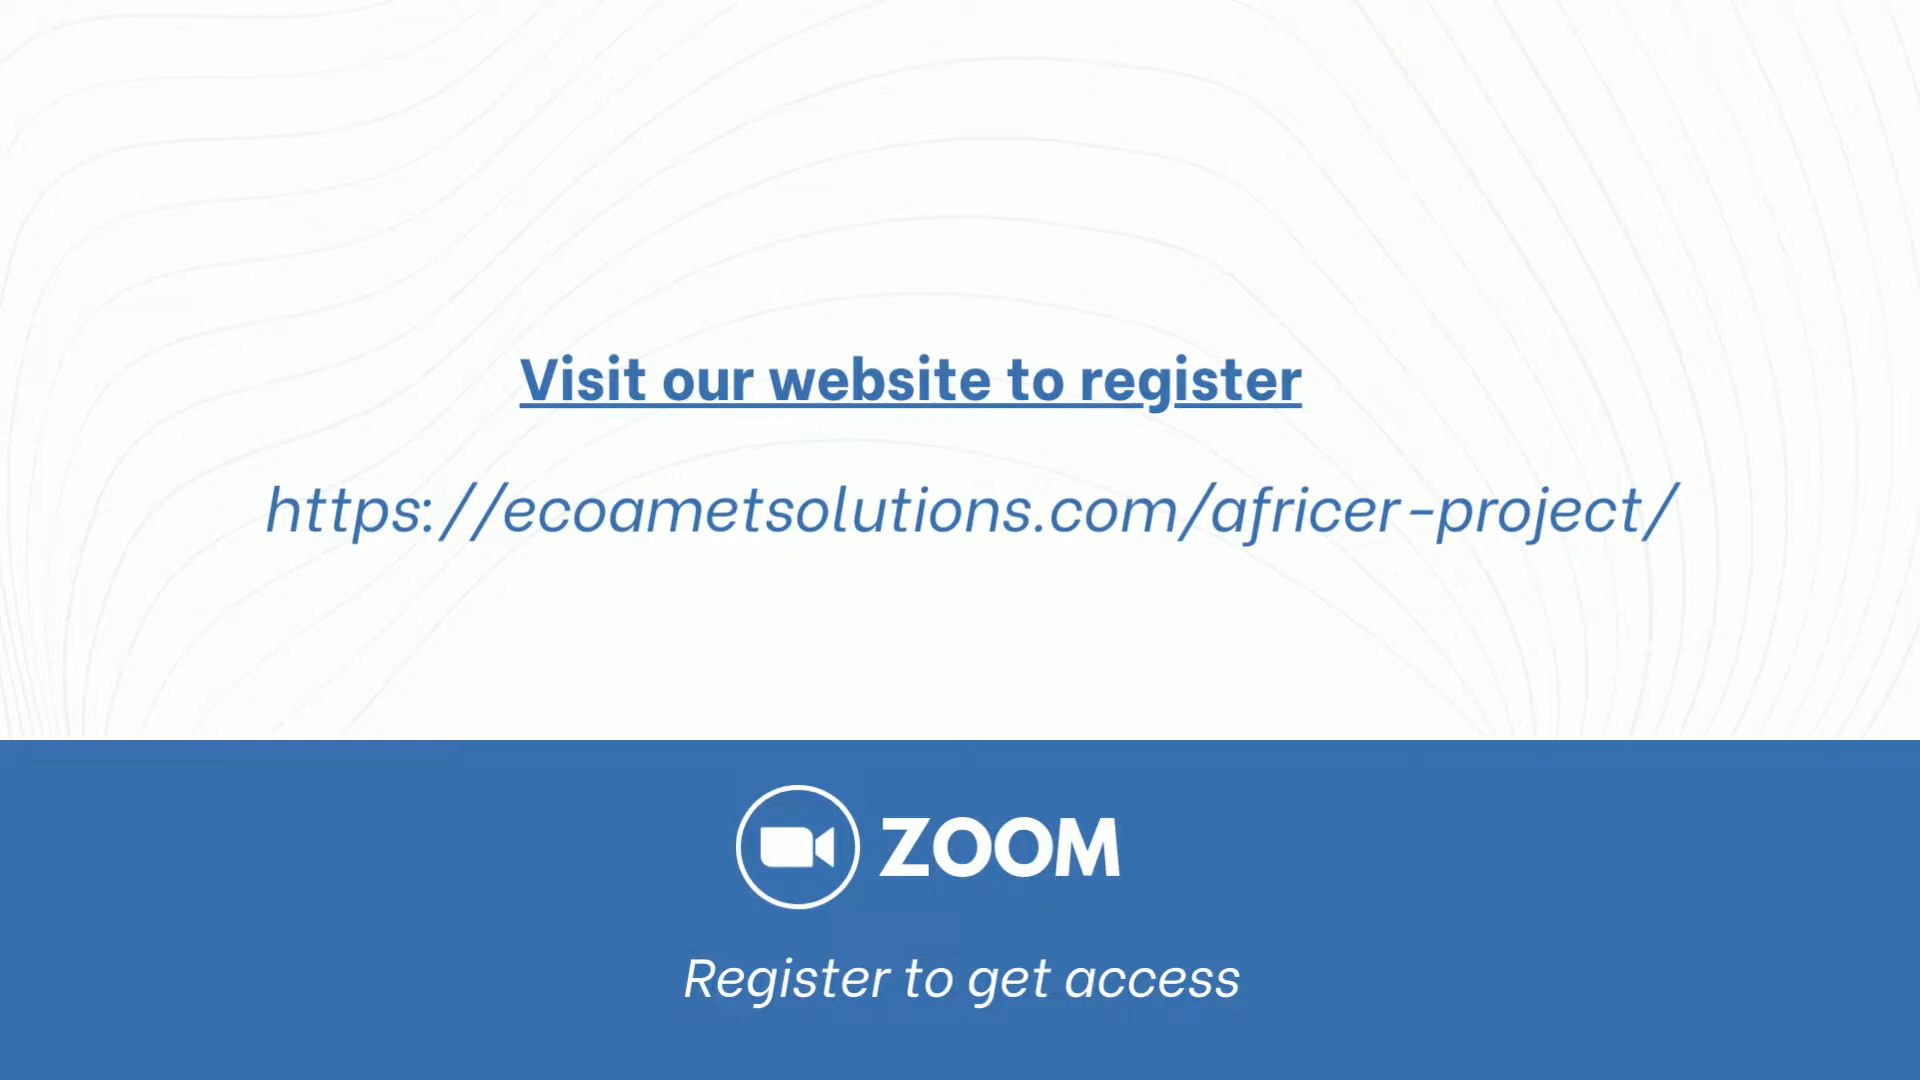 Visit our website to register
https://ecoametsolutions.com/africer-project/
ZOOM
Register to get access